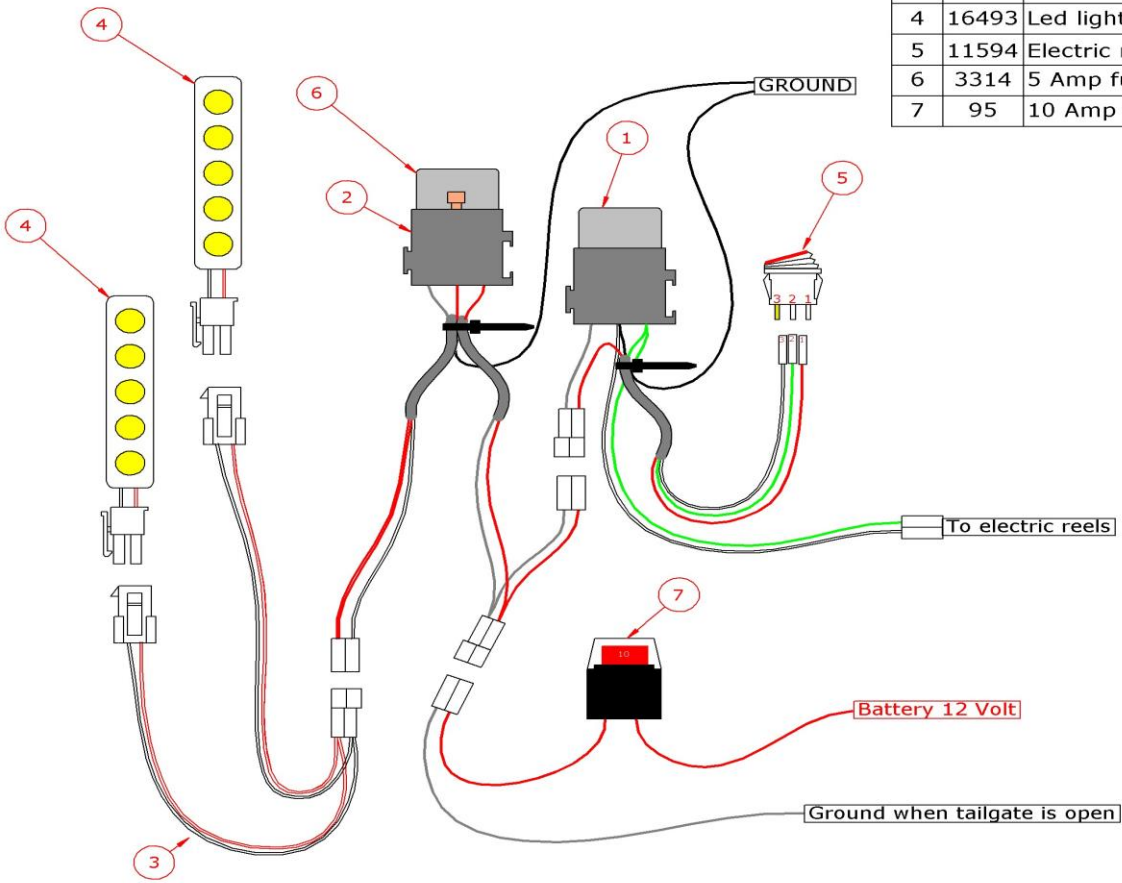 4 16493 Led light
5 11594 Electric
6 3314 5 Amp
7 95 10 Amp
4
4
6
GROUND
1
2
5
3 2 1
3 2 1
To electric reels
7
10
Battery 12 Volt
Ground when tailgate is open
3